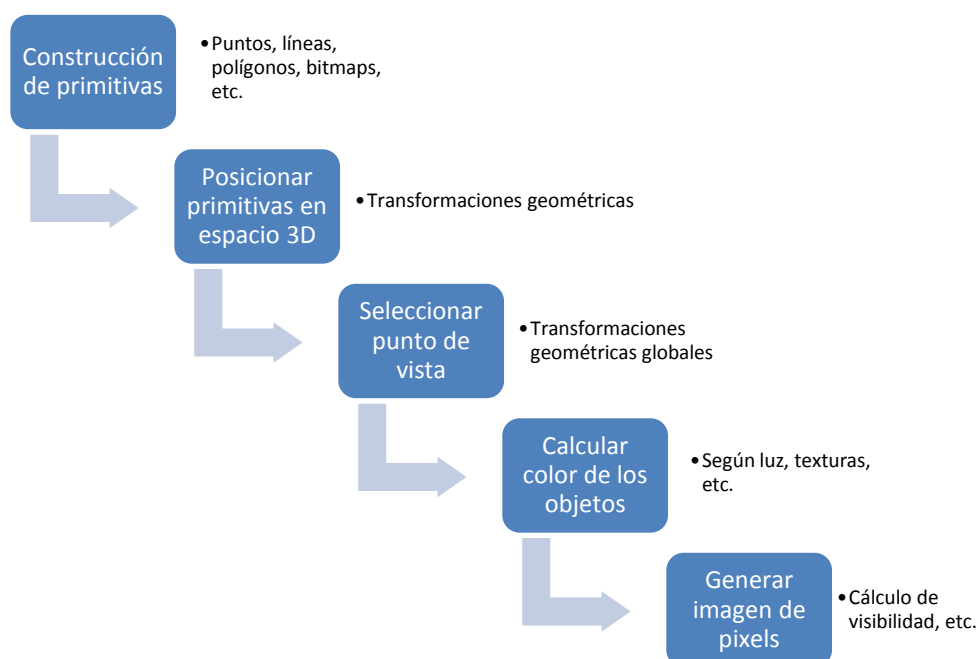 Construcción
de primitivas
•Puntos, líneas,
polígonos, bitmaps,
etc.
Posicionar
primitivas en
espacio 3D
•Transformaciones geométricas
Seleccionar
punto de
vista
•Transformaciones
geométricas globales
Calcular
color de los
objetos
•Según luz, texturas,
etc.
Generar
imagen de
pixels
•Cálculo de
visibilidad, etc.